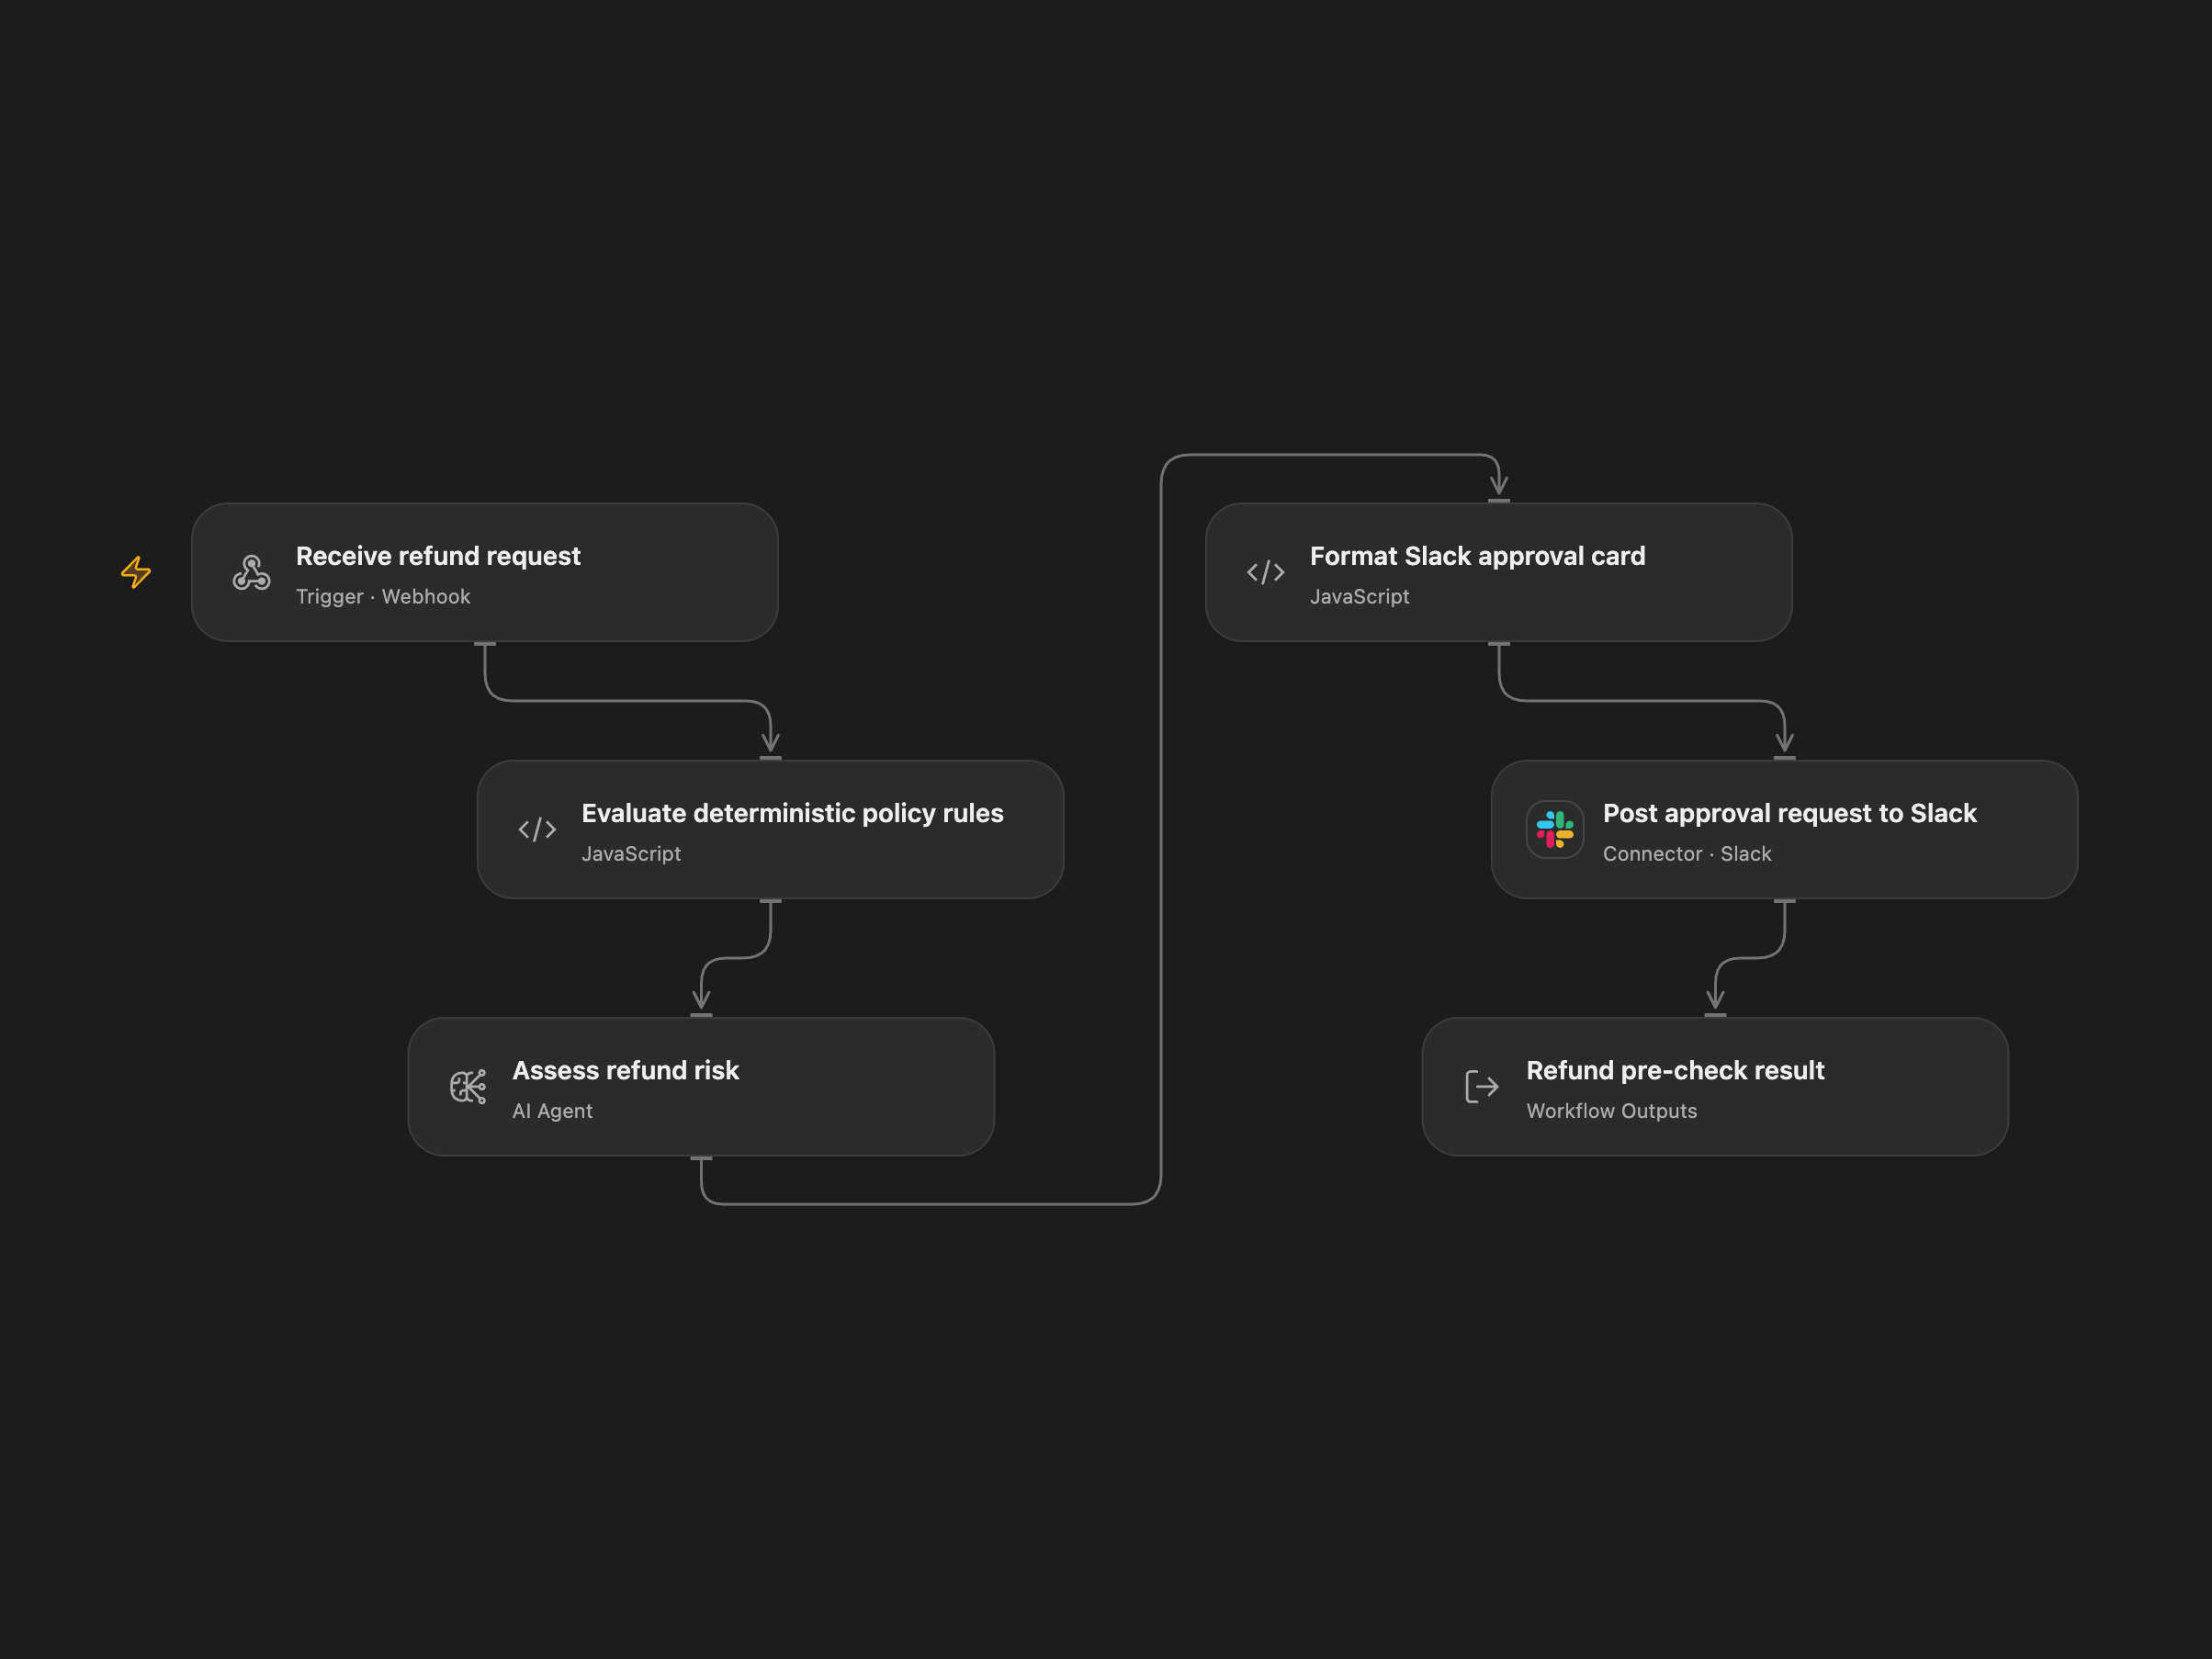 Receive refund request
Trigger · Webhook
Evaluate deterministic policy rules
JavaScript
Assess refund risk
AI Agent
Format Slack approval card
JavaScript
Post approval request to Slack
Connector · Slack
Refund pre-check result
Workflow Outputs